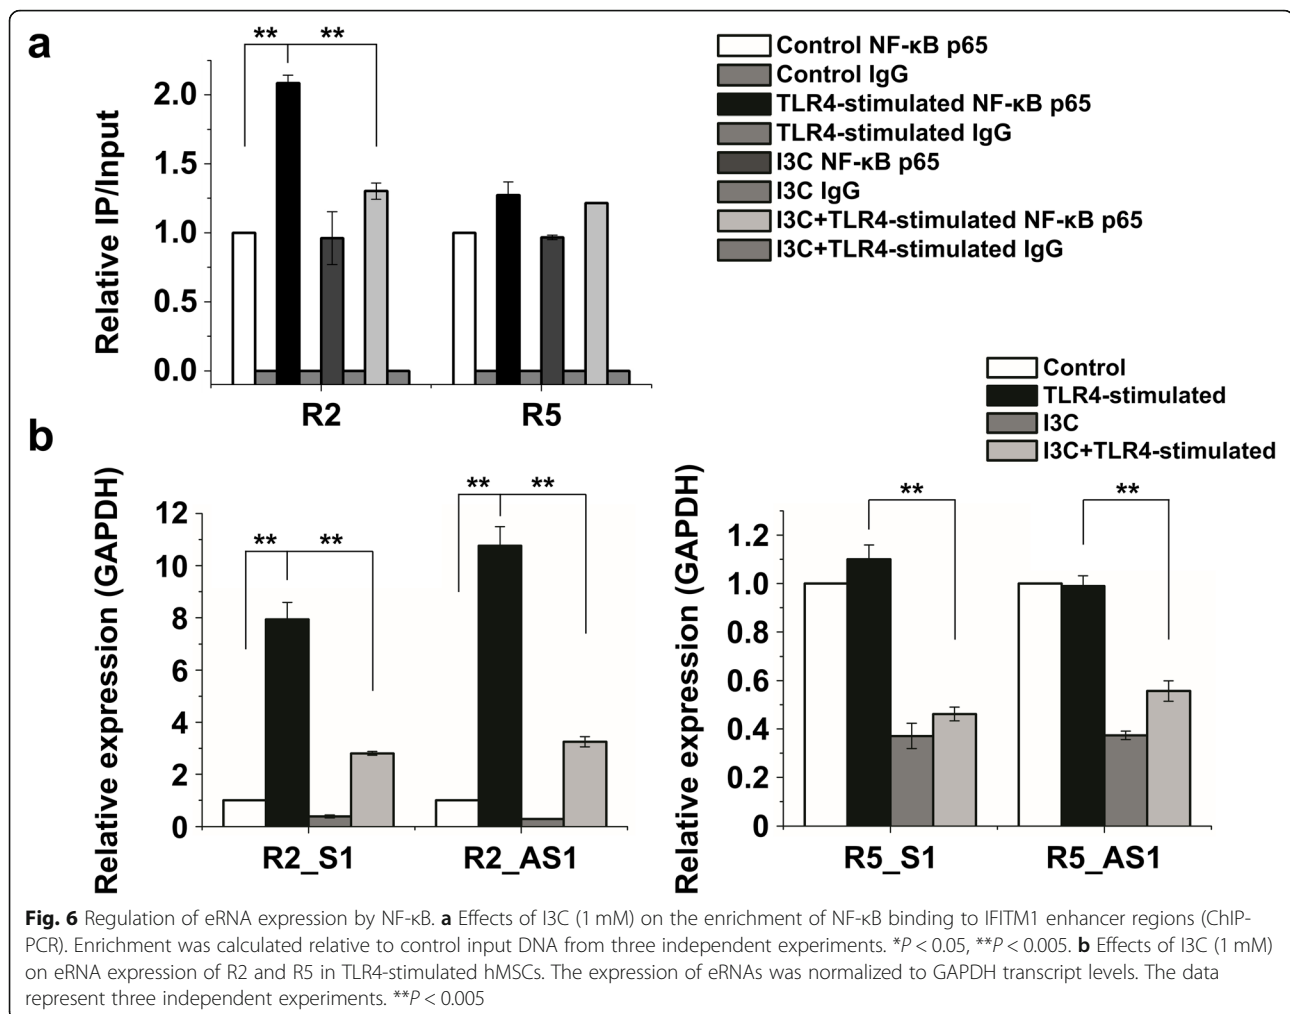 a
** **
2.0
1.5
1.0
0.5
0.0
Relative IP/Input
R2 R5
Control NF-κB p65
Control IgG
TLR4-stimulated NF-κB p65
TLR4-stimulated IgG
I3C NF-κB p65
I3C IgG
I3C+TLR4-stimulated NF-κB p65
I3C+TLR4-stimulated IgG
Control
TLR4-stimulated
I3C
I3C+TLR4-stimulated
b
** **
** **
12
10
8
6
4
2
0
Relative expression (GAPDH)
R2_S1 R2_AS1
** **
1.2
1.0
0.8
0.6
0.4
0.2
0
Relative expression (GAPDH)
R5_S1 R5_AS1
Fig. 6 Regulation of eRNA expression by NF-κB. a Effects of I3C (1 mM) on the enrichment of NF-κB binding to IFITM1 enhancer regions (ChIP-
PCR). Enrichment was calculated relative to control input DNA from three independent experiments. *P < 0.05, **P < 0.005. b Effects of I3C (1 mM)
on eRNA expression of R2 and R5 in TLR4-stimulated hMSCs. The expression of eRNAs was normalized to GAPDH transcript levels. The data
represent three independent experiments. **P < 0.005